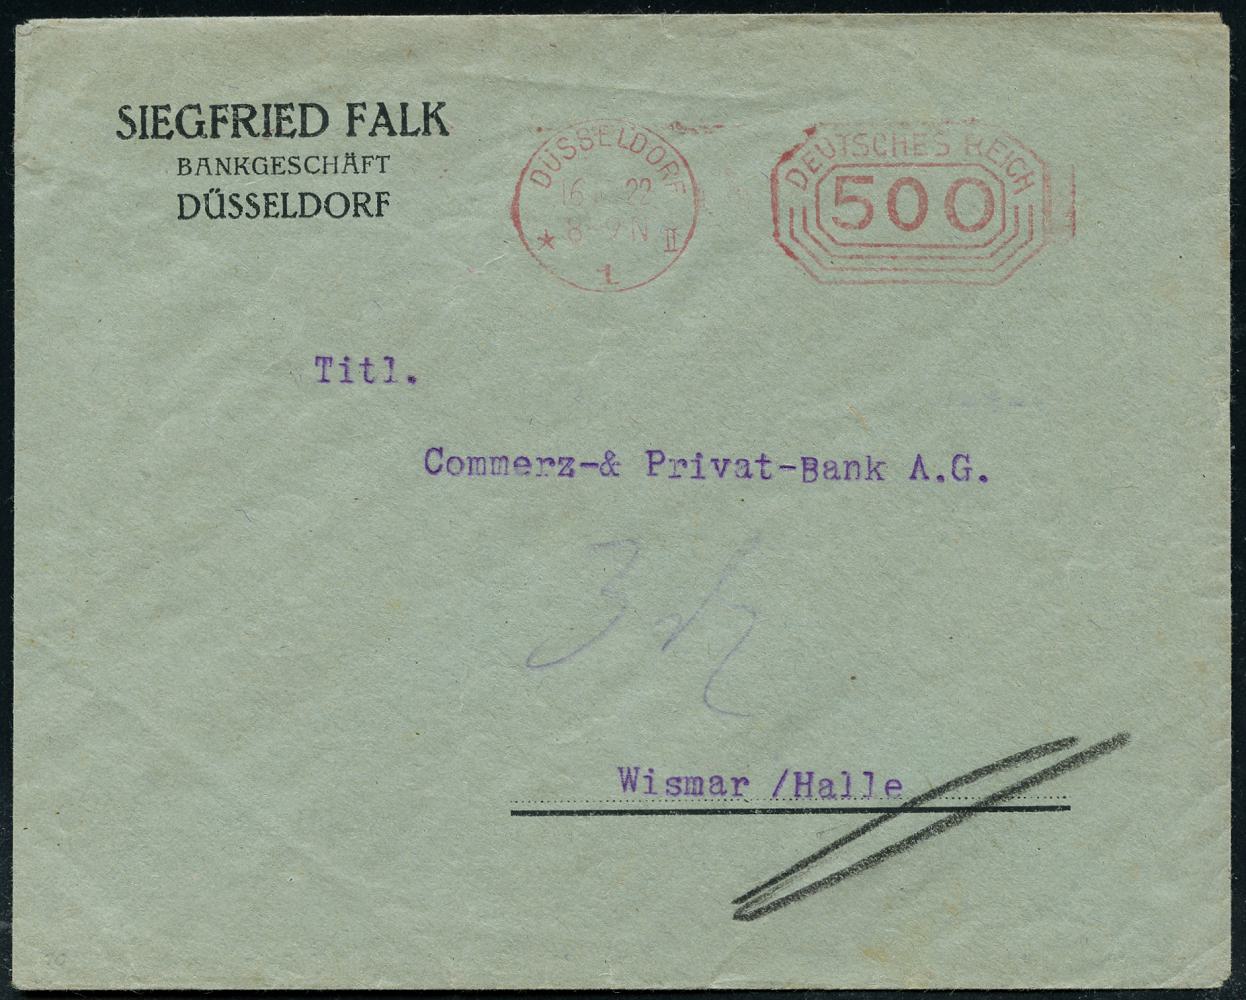 SIEGFRIED FALK
BANKGESCHÄFT
DÜSSELDORF
DÜSSELDORF
16 22
8-9N II
1
DEUTSCHES REICH
500
Titl.
Commerz-& Privat-Bank A.G.
Wismar /Halle